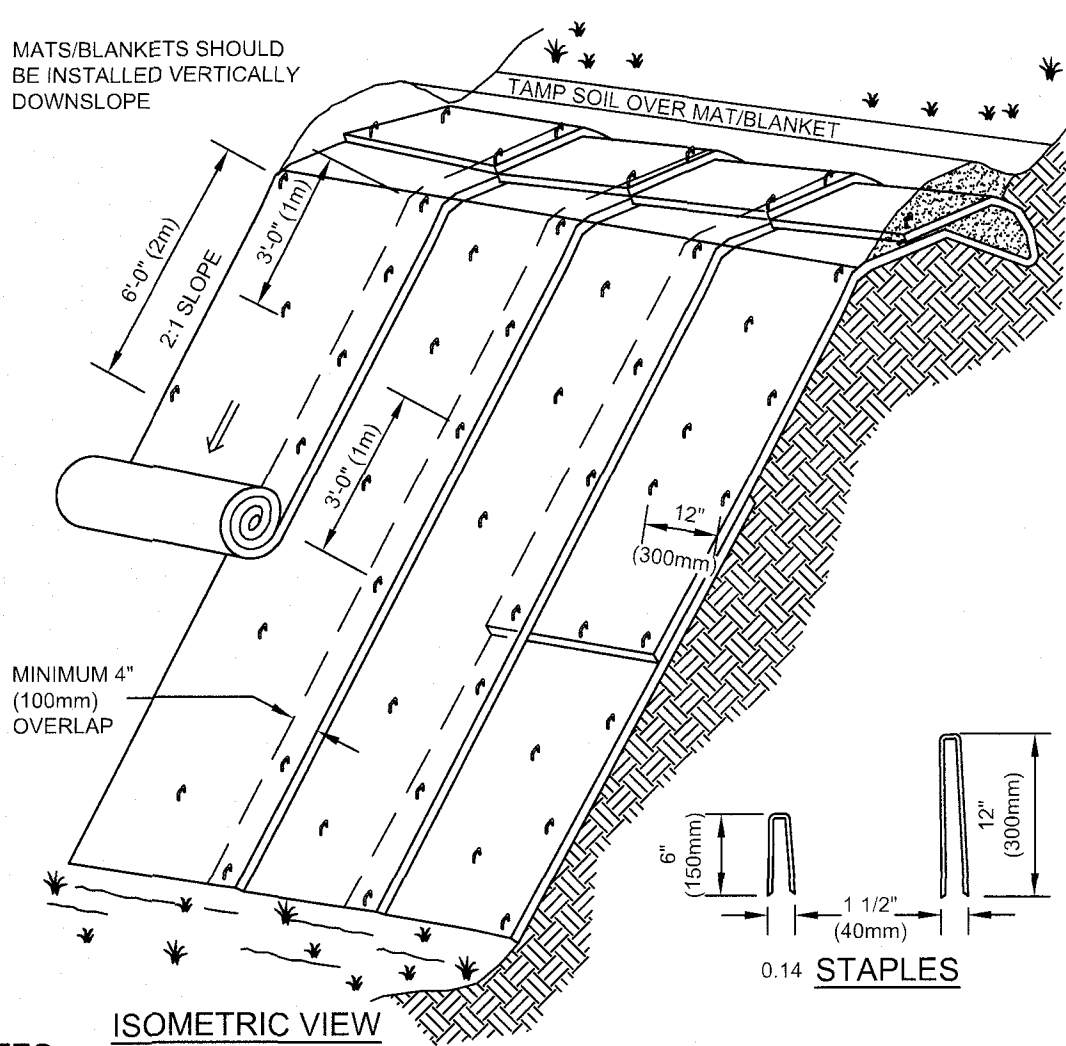 MATS/BLANKETS SHOULD
BE INSTALLED VERTICALLY
DOWNSLOPE
TAMP SOIL OVER MAT/BLANKET
6'-0" (2m)
2:1 SLOPE
3'-0" (1m)
3'-0" (1m)
12"
(300mm)
MINIMUM 4"
(100mm)
OVERLAP
6"
(150mm)
12"
(300mm)
1 1/2"
(40mm)
0.14 STAPLES
ISOMETRIC VIEW